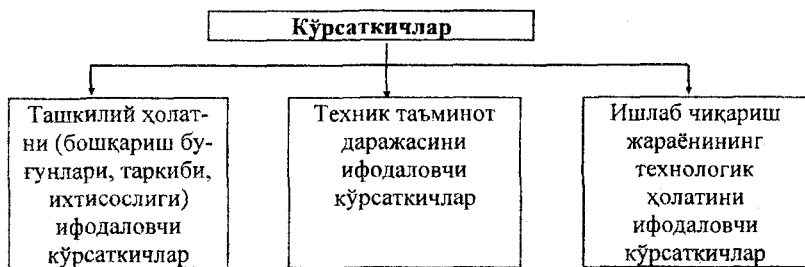 Кўрсаткичлар
Ташкилий ҳолат-
ни (бошқариш бу-
ғунлари, таркиби,
ихтисослиги)
ифодаловчи
кўрсаткичлар
Техник таъминот
даражасини
ифодаловчи
кўрсаткичлар
Ишлаб чиқариш
жараёнининг
технологик
ҳолатини
ифодаловчи
кўрсаткичлар